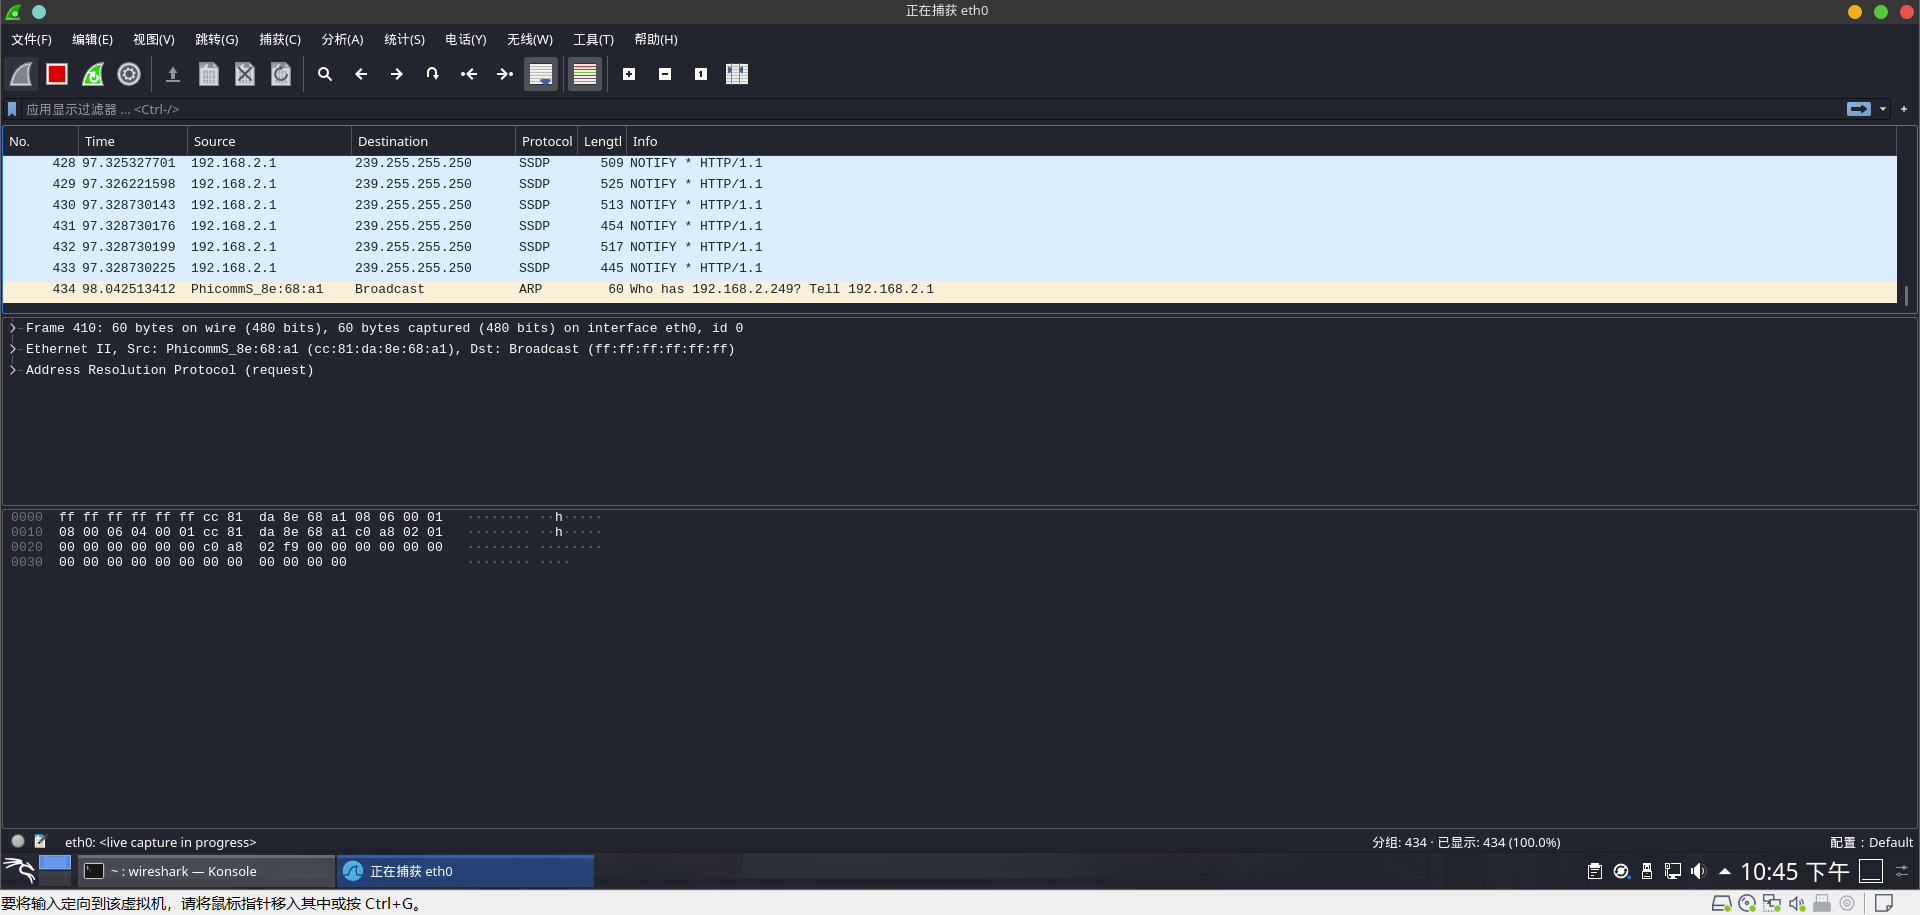 正在捕获 eth0
文件(F) 编辑(E) 视图(V) 跳转(G) 捕获(C) 分析(A) 统计(S) 电话(Y) 无线(W) 工具(T) 帮助(H)
应用显示过滤器 … <Ctrl-/>
No. Time Source Destination Protocol Lengtl Info
428 97.325327701 192.168.2.1 239.255.255.250 SSDP 509 NOTIFY * HTTP/1.1
429 97.326221598 192.168.2.1 239.255.255.250 SSDP 525 NOTIFY * HTTP/1.1
430 97.328730143 192.168.2.1 239.255.255.250 SSDP 513 NOTIFY * HTTP/1.1
431 97.328730176 192.168.2.1 239.255.255.250 SSDP 454 NOTIFY * HTTP/1.1
432 97.328730199 192.168.2.1 239.255.255.250 SSDP 517 NOTIFY * HTTP/1.1
433 97.328730225 192.168.2.1 239.255.255.250 SSDP 445 NOTIFY * HTTP/1.1
434 98.042513412 PhicommS_8e:68:a1 Broadcast ARP 60 Who has 192.168.2.249? Tell 192.168.2.1
Frame 410: 60 bytes on wire (480 bits), 60 bytes captured (480 bits) on interface eth0, id 0
Ethernet II, Src: PhicommS_8e:68:a1 (cc:81:da:8e:68:a1), Dst: Broadcast (ff:ff:ff:ff:ff:ff)
Address Resolution Protocol (request)
0000 ff ff ff ff ff ff cc 81 da 8e 68 a1 08 06 00 01 ········ ··h·····
0010 08 00 06 04 00 01 cc 81 da 8e 68 a1 c0 a8 02 01 ········ ··h·····
0020 00 00 00 00 00 00 c0 a8 02 f9 00 00 00 00 00 00 ········ ········
0030 00 00 00 00 00 00 00 00 00 00 00 00 ········ ····
eth0: <live capture in progress> 分组: 434 · 已显示: 434 (100.0%) 配置：Default
~ : wireshark — Konsole 正在捕获 eth0 10:45 下午
要将输入定向到该虚拟机，请将鼠标指针移入其中或按 Ctrl+G。